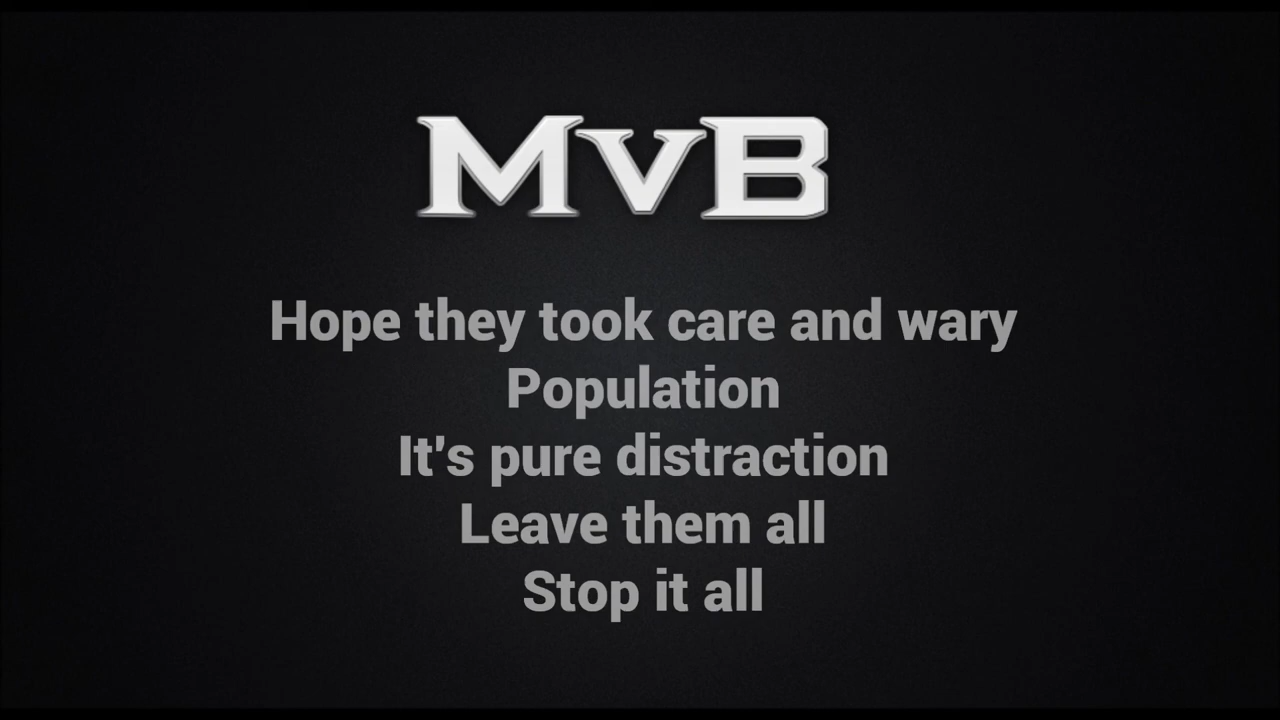 MvB
Hope they took care and wary
Population
It's pure distraction
Leave them all
Stop it all